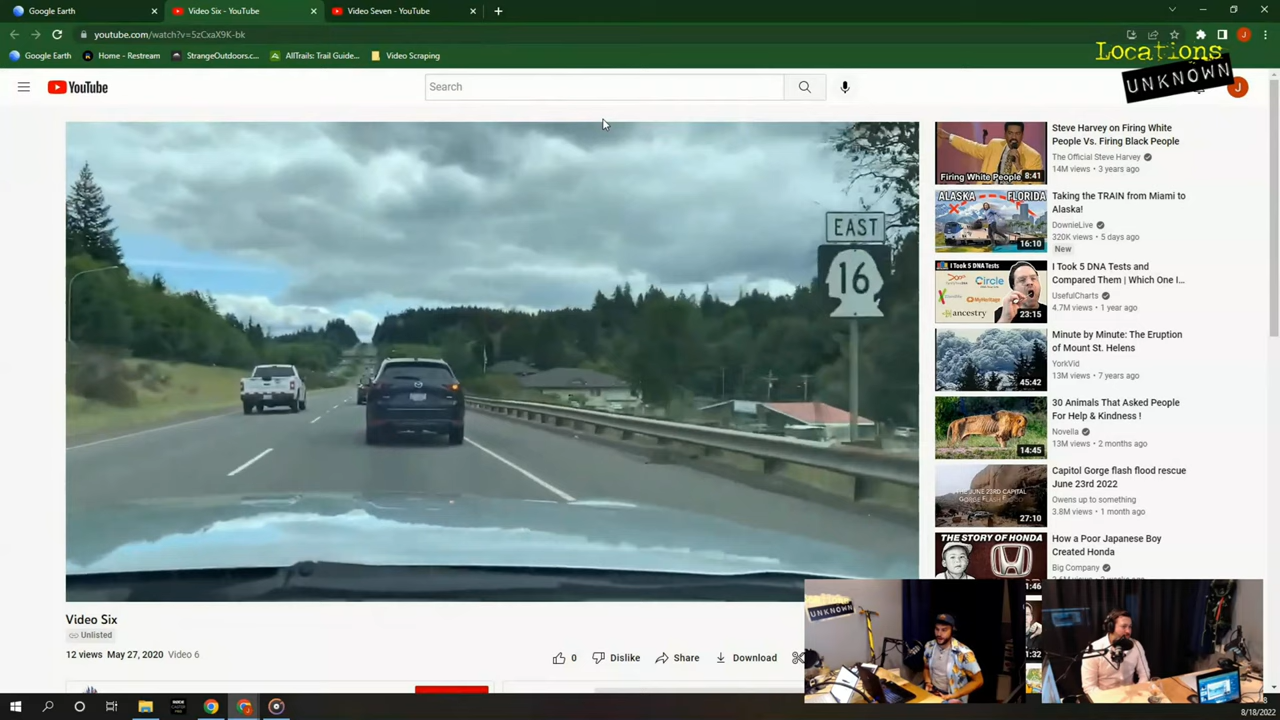 Google Earth
Video Six - YouTube
Video Seven - YouTube
youtube.com/watch?v=5zCxaX9K-bk
Google Earth
Home - Restream
StrangeOutdoors.c...
AllTrails: Trail Guide...
Video Scraping
Locations
UNKNOWN
YouTube
Search
J
EAST
16
Steve Harvey on Firing White
People Vs. Firing Black People
The Official Steve Harvey
14M views • 3 years ago
Firing White People
8:41
ALASKA
FLORIDA
16:10
Taking the TRAIN from Miami to
Alaska!
DownieLive
320K views • 5 days ago
New
I Took 5 DNA Tests
Circle
ancestry
23:15
I Took 5 DNA Tests and
Compared Them | Which One I...
UsefulCharts
4.7M views • 1 year ago
Minute by Minute: The Eruption
of Mount St. Helens
YorkVid
13M views • 7 years ago
45:42
30 Animals That Asked People
For Help & Kindness !
Novella
13M views • 2 months ago
14:45
Capitol Gorge flash flood rescue
June 23rd 2022
Owens up to something
3.8M views • 1 month ago
27:10
THE STORY OF HONDA
How a Poor Japanese Boy
Created Honda
Big Company
1:46
1:32
UNKNOWN
Video Six
Unlisted
12 views May 27, 2020 Video 6
0
Dislike
Share
Download
8/18/2022